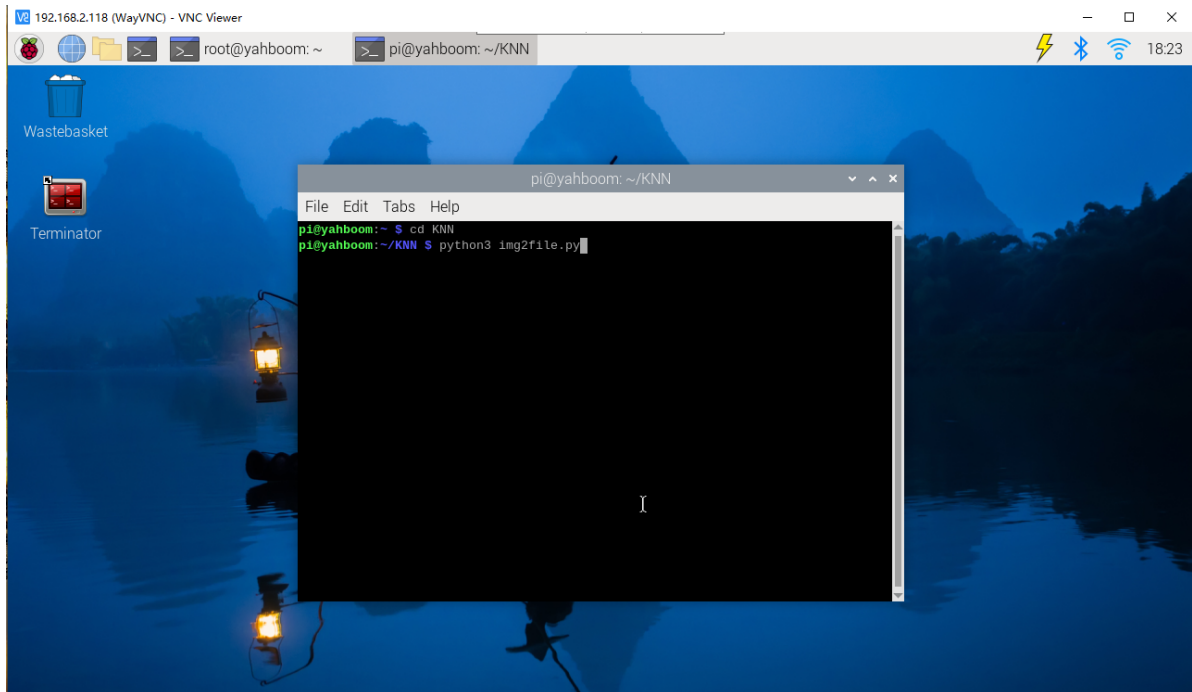 192.168.2.118 (WayVNC) - VNC Viewer
root@yahboom: ~
pi@yahboom: ~/KNN
18:23
Wastebasket
Terminator
pi@yahboom: ~/KNN
File Edit Tabs Help
pi@yahboom:~ $ cd KNN
pi@yahboom:~/KNN $ python3 img2file.py